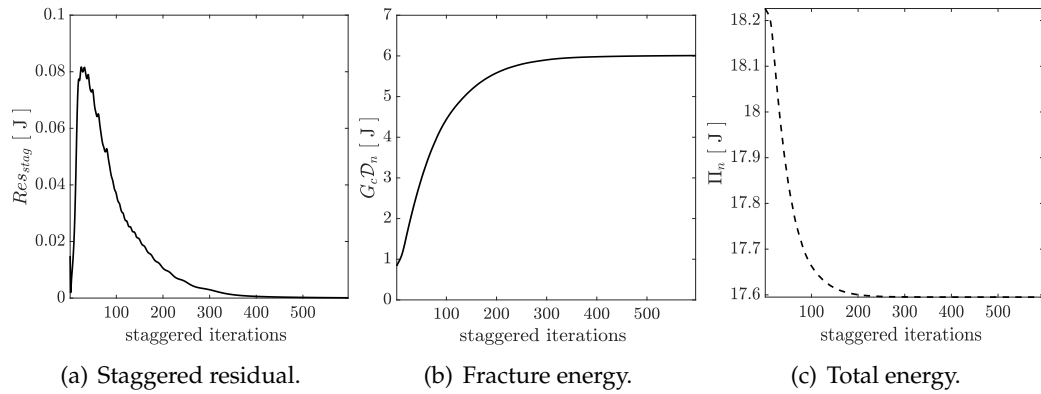 0.1
0.08
0.06
0.04
0.02
0
100 200 300 400 500
staggered iterations
Res_stag [ J ]
(a) Staggered residual.
7
6
5
4
3
2
1
0
100 200 300 400 500
staggered iterations
G_c𝒟_n [ J ]
(b) Fracture energy.
18.2
18.1
18
17.9
17.8
17.7
17.6
100 200 300 400 500
staggered iterations
Π_n [ J ]
(c) Total energy.